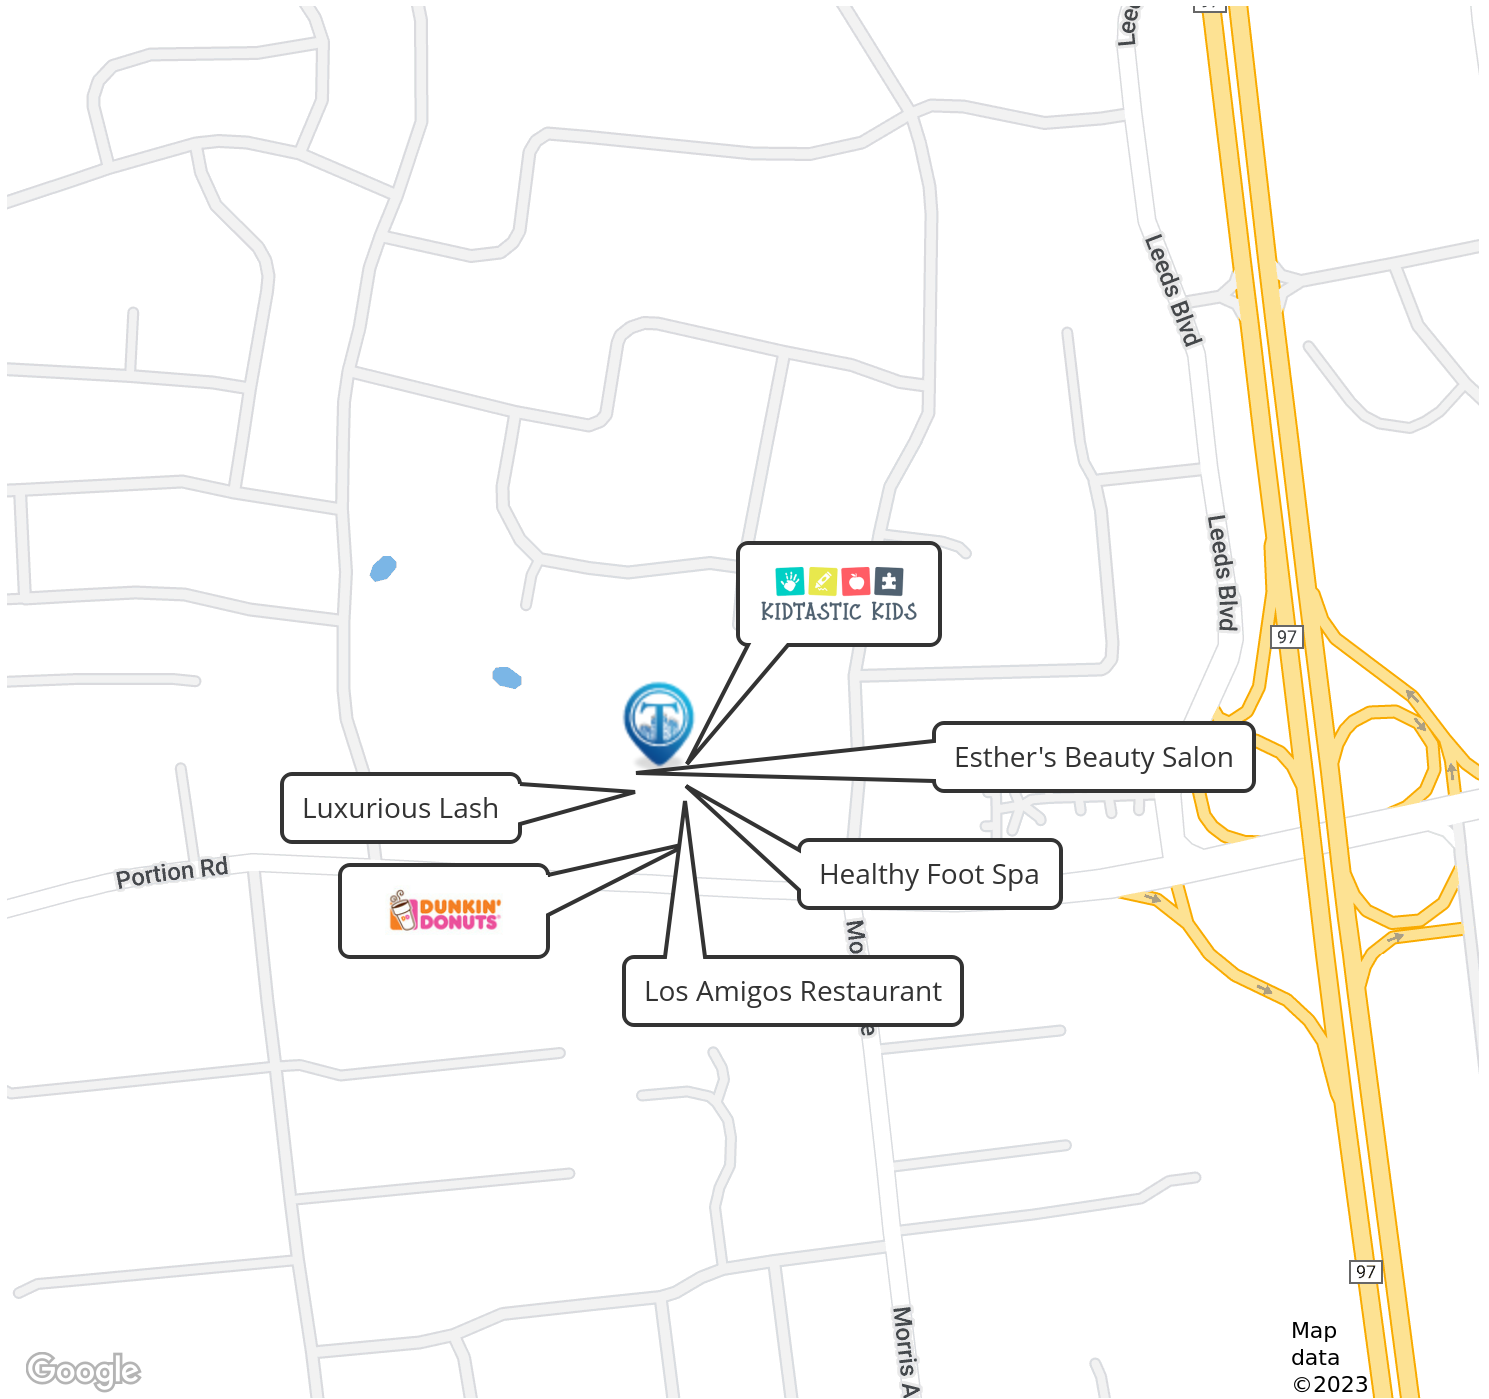 Leeds Blvd
Leeds Blvd
97
KIDTASTIC KIDS
T
Esther's Beauty Salon
Luxurious Lash
Healthy Foot Spa
Portion Rd
DUNKIN'
DONUTS
Los Amigos Restaurant
97
Morris A
Map
data
©2023
Google